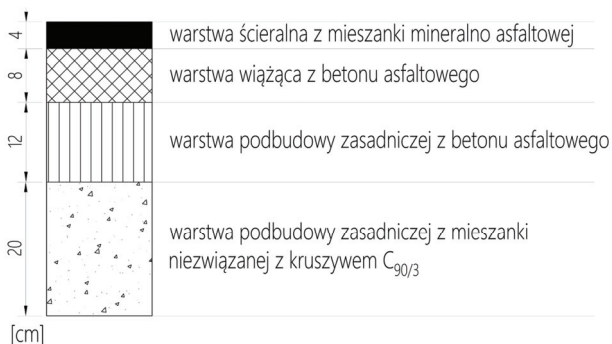 4 warstwa ścieralna z mieszanki mineralno asfaltowej
8 warstwa wiążąca z betonu asfaltowego
12 warstwa podbudowy zasadniczej z betonu asfaltowego
20 warstwa podbudowy zasadniczej z mieszanki
niezwiązanej z kruszywem C90/3
[cm]